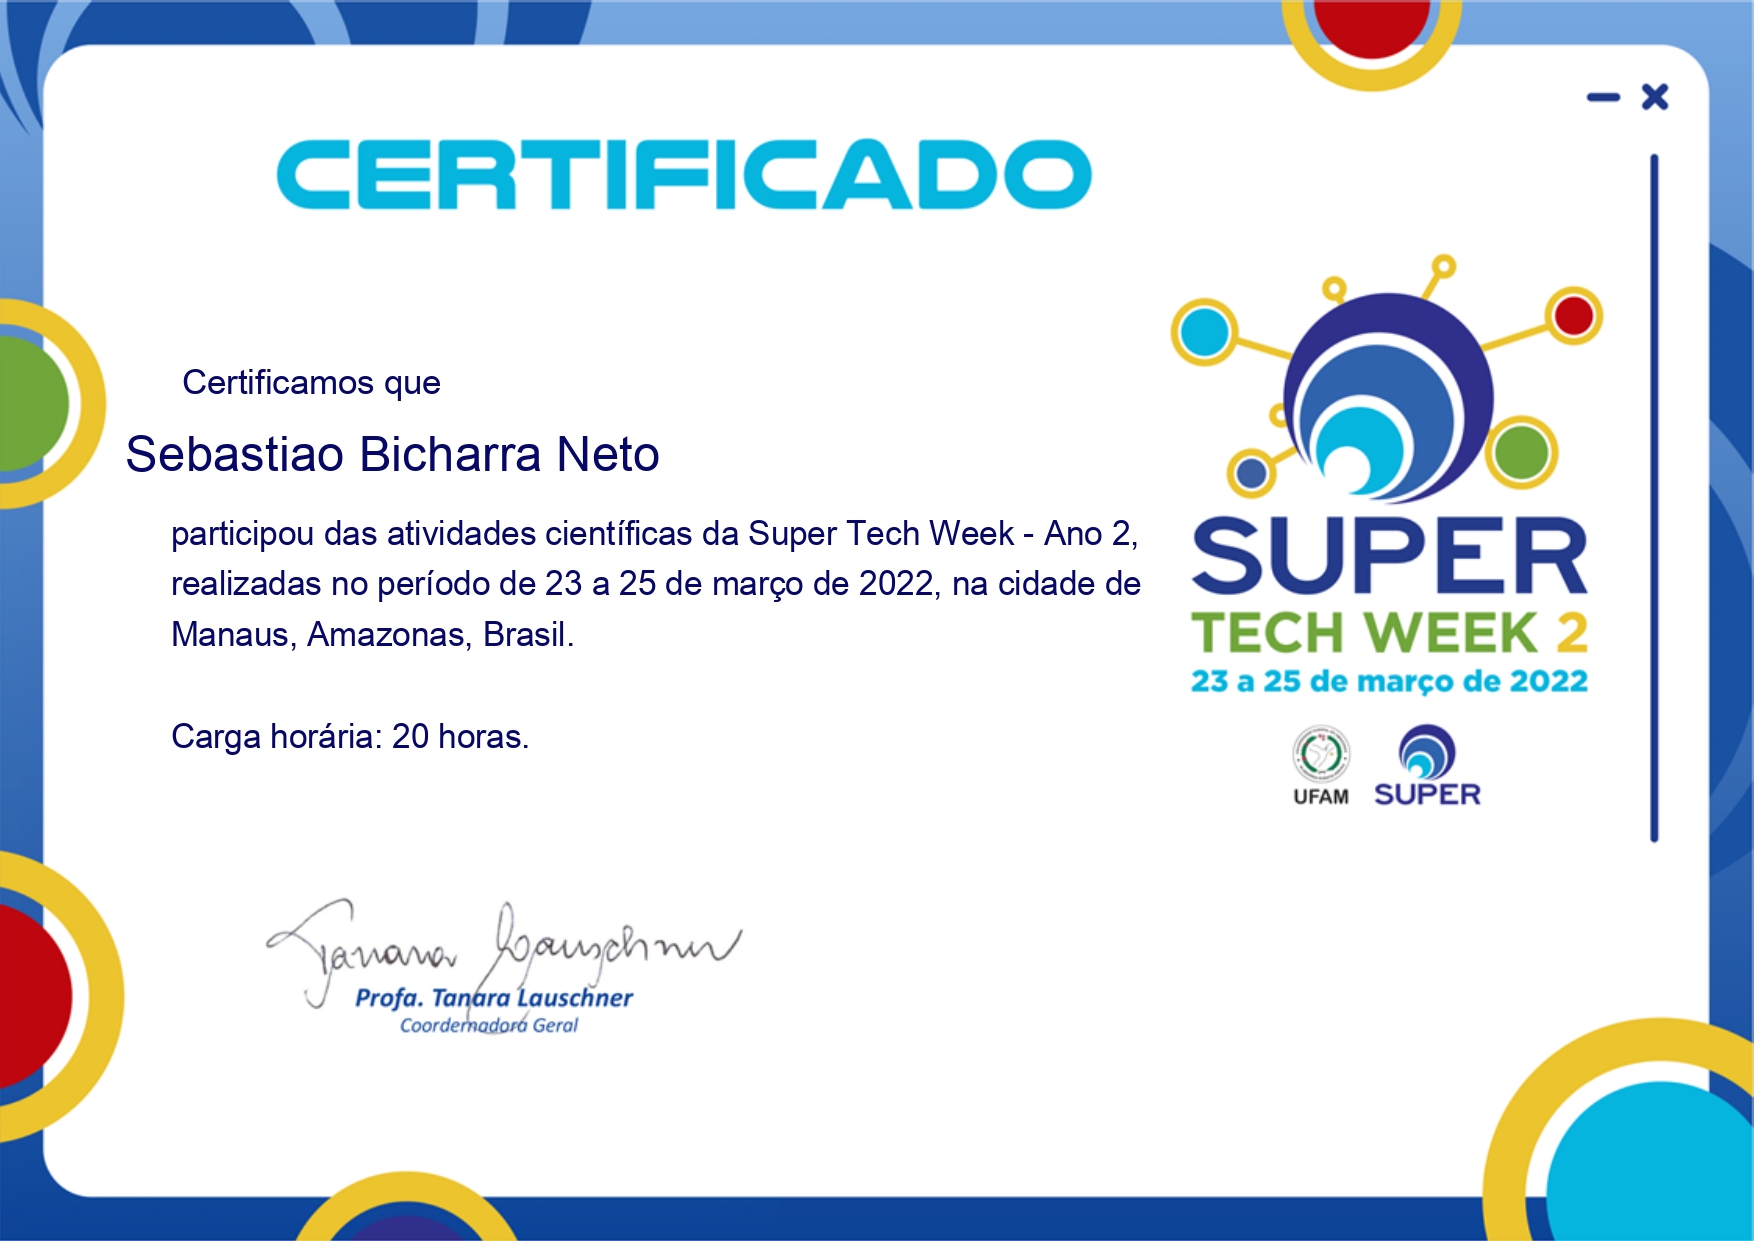 CERTIFICADO
Certificamos que
Sebastiao Bicharra Neto
participou das atividades científicas da Super Tech Week - Ano 2,
realizadas no período de 23 a 25 de março de 2022, na cidade de
Manaus, Amazonas, Brasil.
Carga horária: 20 horas.
SUPER
TECH WEEK 2
23 a 25 de março de 2022
UFAM
SUPER
Tanara Lauschner
Profa. Tanara Lauschner
Coordernadora Geral